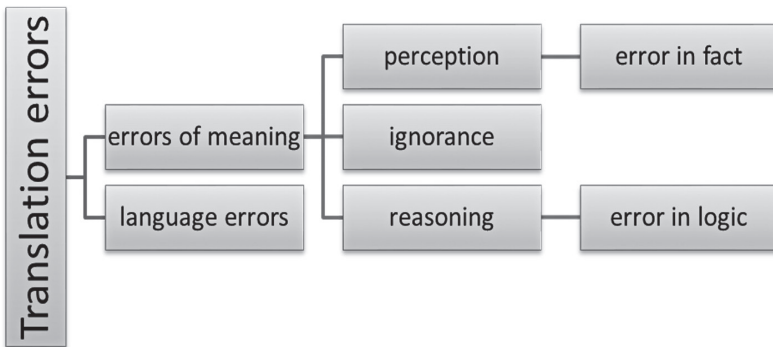 Translation errors
errors of meaning
language errors
perception
ignorance
reasoning
error in fact
error in logic